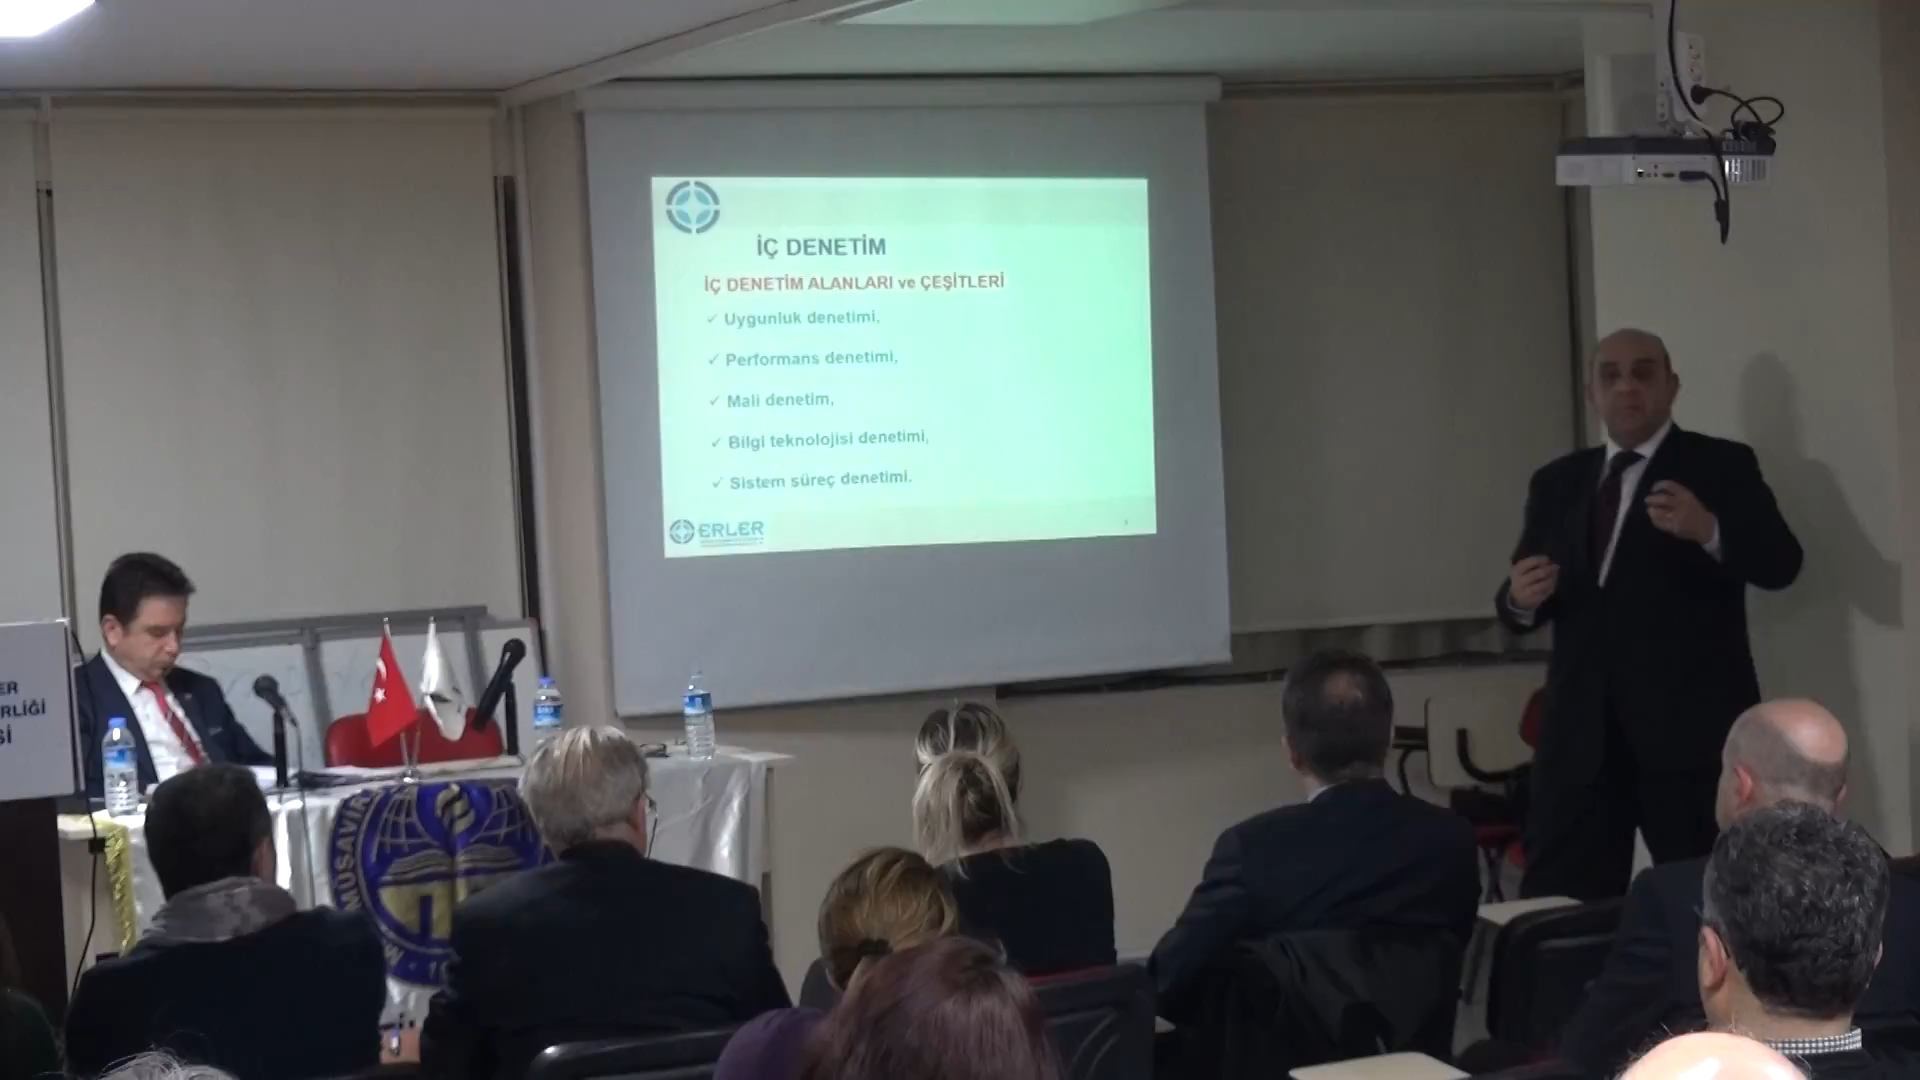 İÇ DENETİM
İÇ DENETİM ALANLARI ve ÇEŞİTLERİ
✓ Uygunluk denetimi,
✓ Performans denetimi,
✓ Mali denetim,
✓ Bilgi teknolojisi denetimi,
✓ Sistem süreç denetimi.
ERLER
ER
RLİĞİ
Sİ
MUSAVİR